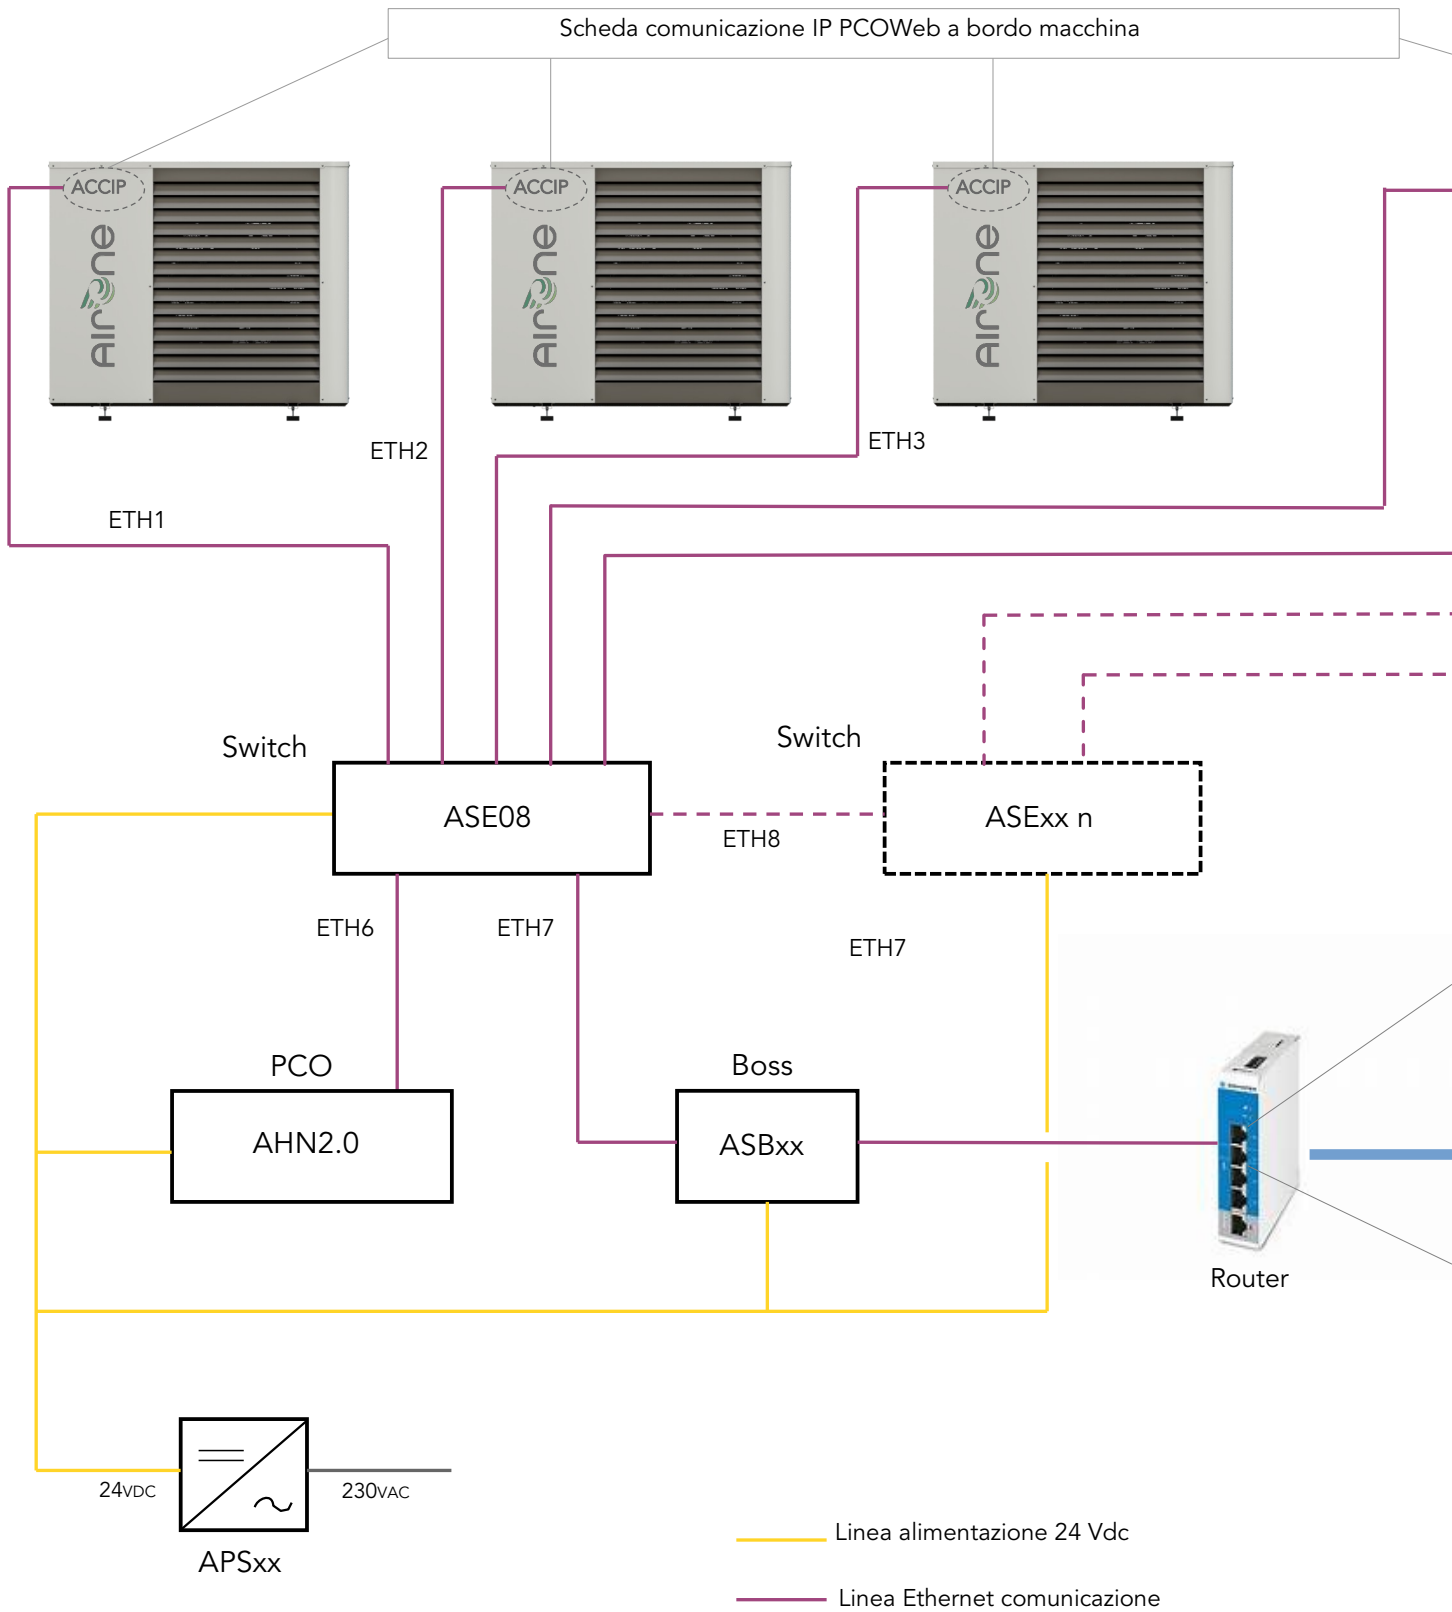 Scheda comunicazione IP PCOWeb a bordo macchina
ACCIP
ACCIP
ACCIP
AIRONE
AIRONE
AIRONE
ETH2
ETH3
ETH1
Switch
Switch
ASE08
ASExx n
ETH8
ETH6
ETH7
ETH7
PCO
Boss
AHN2.0
ASBxx
Router
24VDC
230VAC
APSxx
Linea alimentazione 24 Vdc
Linea Ethernet comunicazione